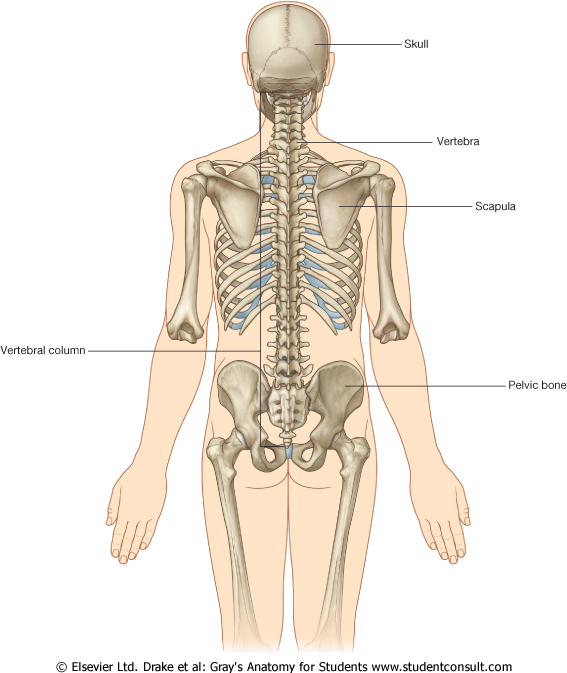 Skull
Vertebra
Scapula
Vertebral column
Pelvic bone
© Elsevier Ltd. Drake et al: Gray's Anatomy for Students www.studentconsult.com